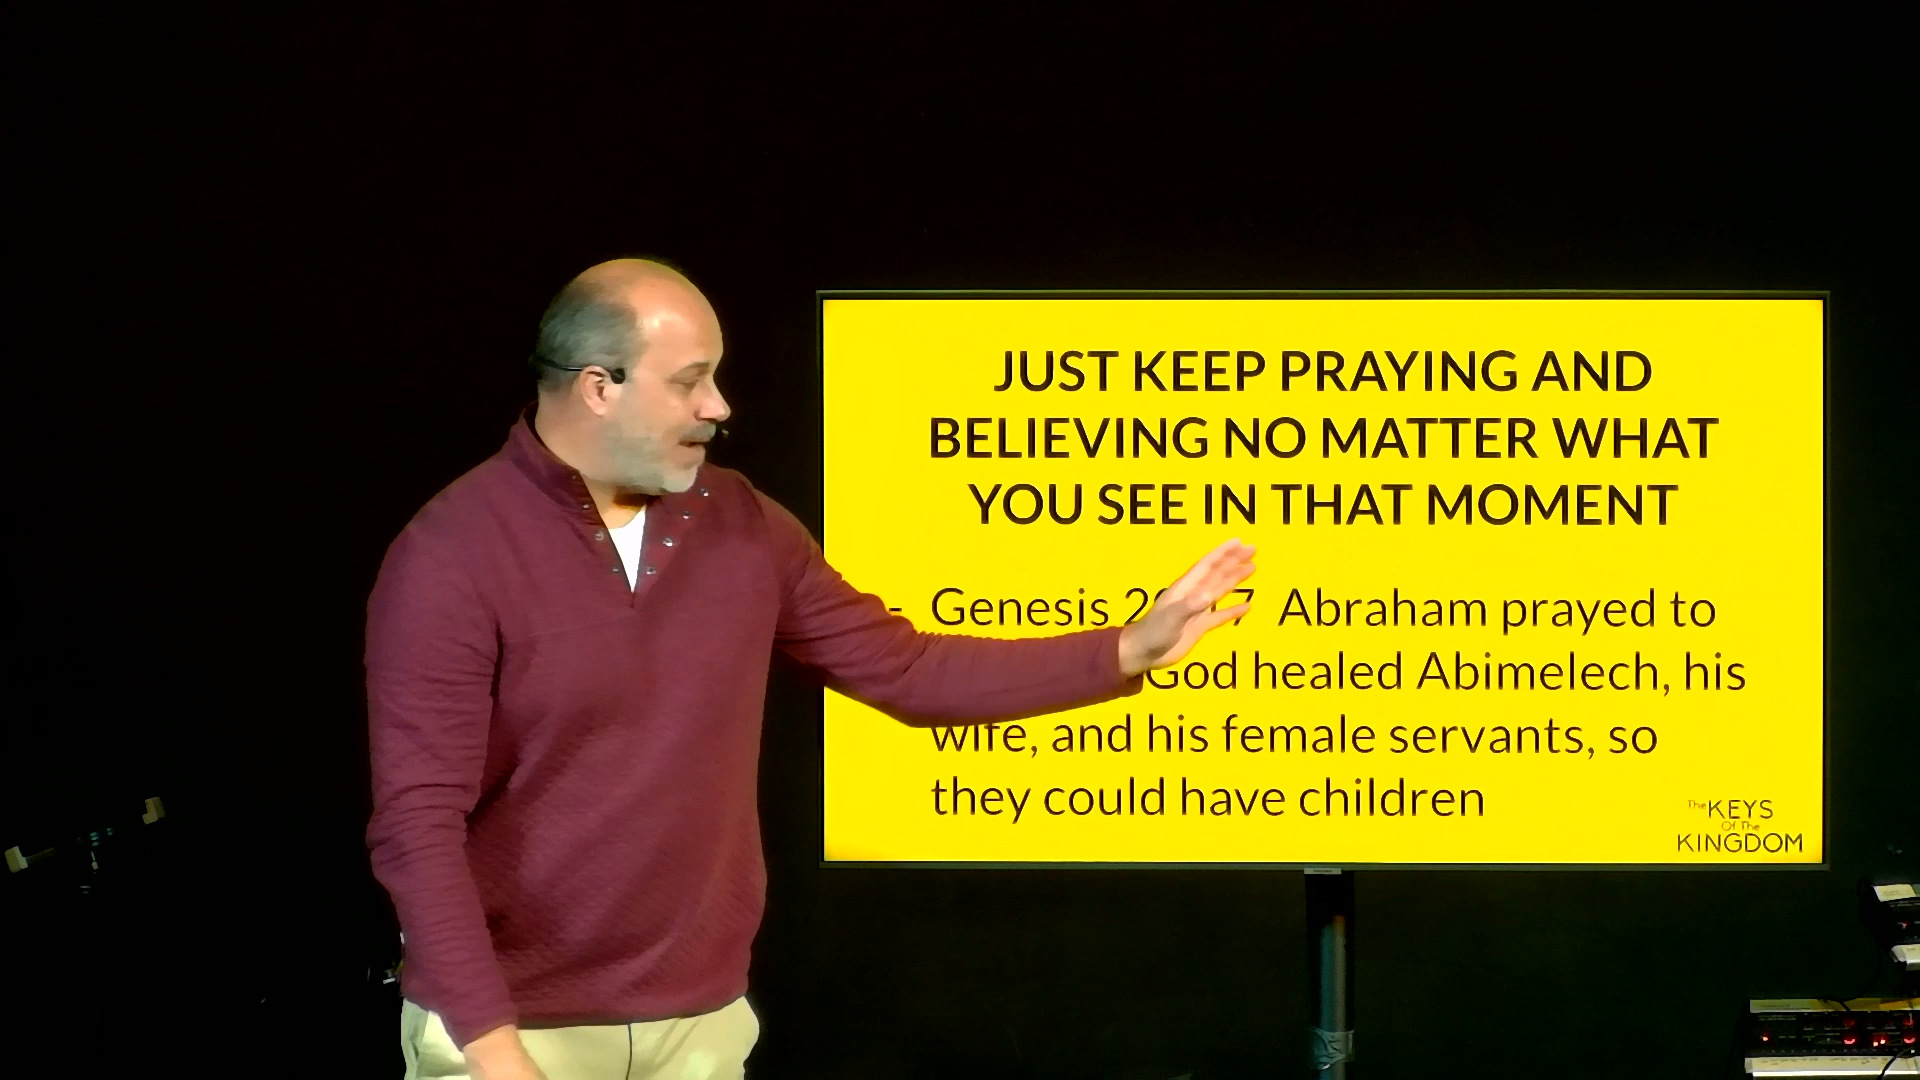 JUST KEEP PRAYING AND
BELIEVING NO MATTER WHAT
YOU SEE IN THAT MOMENT
- Genesis Abraham prayed to
God healed Abimelech, his
wife, and his female servants, so
they could have children
The KEYS
Of The
KINGDOM